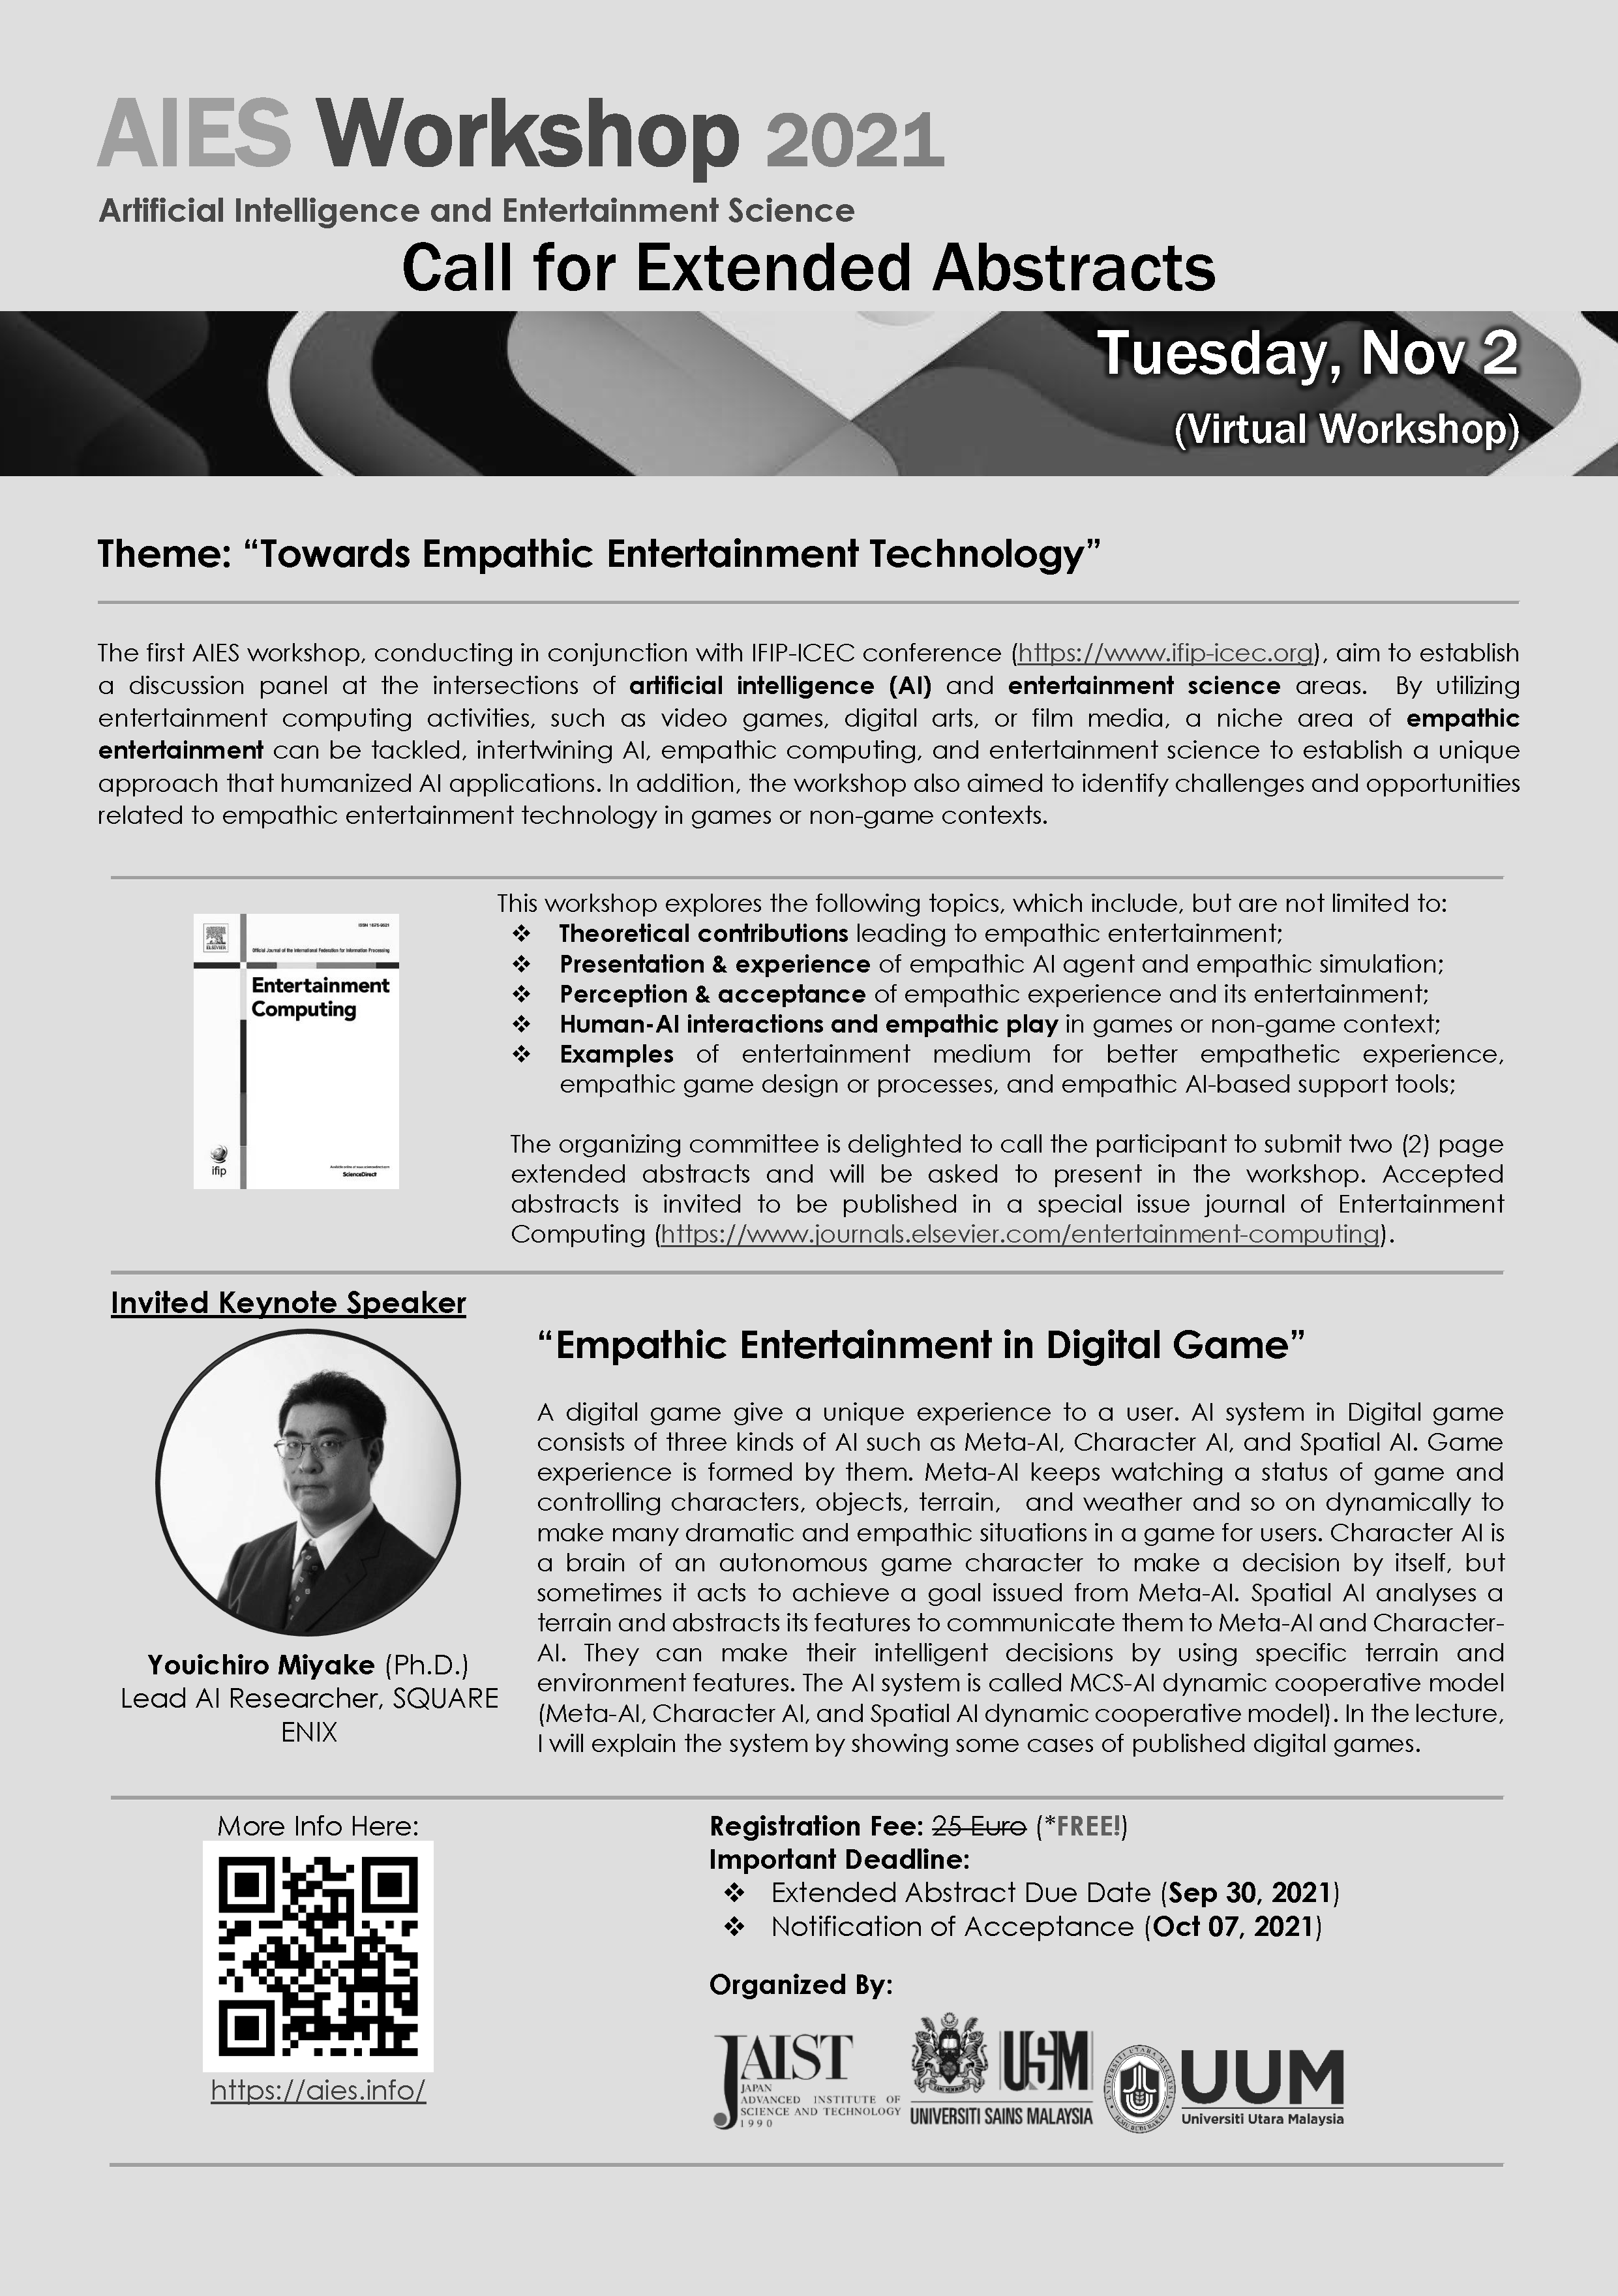 AIES Workshop 2021
Artificial Intelligence and Entertainment Science
Call for Extended Abstracts
Tuesday, Nov 2
(Virtual Workshop)
Theme: “Towards Empathic Entertainment Technology”
The first AIES workshop, conducting in conjunction with IFIP-ICEC conference (https://www.ifip-icec.org), aim to establish
a discussion panel at the intersections of artificial intelligence (AI) and entertainment science areas. By utilizing
entertainment computing activities, such as video games, digital arts, or film media, a niche area of empathic
entertainment can be tackled, intertwining AI, empathic computing, and entertainment science to establish a unique
approach that humanized AI applications. In addition, the workshop also aimed to identify challenges and opportunities
related to empathic entertainment technology in games or non-game contexts.
ELSEVIER
Official Journal of the International Federation for Information Processing
Entertainment
Computing
ifip
ScienceDirect
This workshop explores the following topics, which include, but are not limited to:
❖ Theoretical contributions leading to empathic entertainment;
❖ Presentation & experience of empathic AI agent and empathic simulation;
❖ Perception & acceptance of empathic experience and its entertainment;
❖ Human-AI interactions and empathic play in games or non-game context;
❖ Examples of entertainment medium for better empathetic experience,
empathic game design or processes, and empathic AI-based support tools;
The organizing committee is delighted to call the participant to submit two (2) page
extended abstracts and will be asked to present in the workshop. Accepted
abstracts is invited to be published in a special issue journal of Entertainment
Computing (https://www.journals.elsevier.com/entertainment-computing).
Invited Keynote Speaker
Youichiro Miyake (Ph.D.)
Lead AI Researcher, SQUARE
ENIX
“Empathic Entertainment in Digital Game”
A digital game give a unique experience to a user. AI system in Digital game
consists of three kinds of AI such as Meta-AI, Character AI, and Spatial AI. Game
experience is formed by them. Meta-AI keeps watching a status of game and
controlling characters, objects, terrain, and weather and so on dynamically to
make many dramatic and empathic situations in a game for users. Character AI is
a brain of an autonomous game character to make a decision by itself, but
sometimes it acts to achieve a goal issued from Meta-AI. Spatial AI analyses a
terrain and abstracts its features to communicate them to Meta-AI and Character-
AI. They can make their intelligent decisions by using specific terrain and
environment features. The AI system is called MCS-AI dynamic cooperative model
(Meta-AI, Character AI, and Spatial AI dynamic cooperative model). In the lecture,
I will explain the system by showing some cases of published digital games.
More Info Here:
https://aies.info/
Registration Fee: 25 Euro (*FREE!)
Important Deadline:
❖ Extended Abstract Due Date (Sep 30, 2021)
❖ Notification of Acceptance (Oct 07, 2021)
Organized By:
JAIST
JAPAN
ADVANCED INSTITUTE OF
SCIENCE AND TECHNOLOGY
1990
USM
UNIVERSITI SAINS MALAYSIA
UUM
Universiti Utara Malaysia